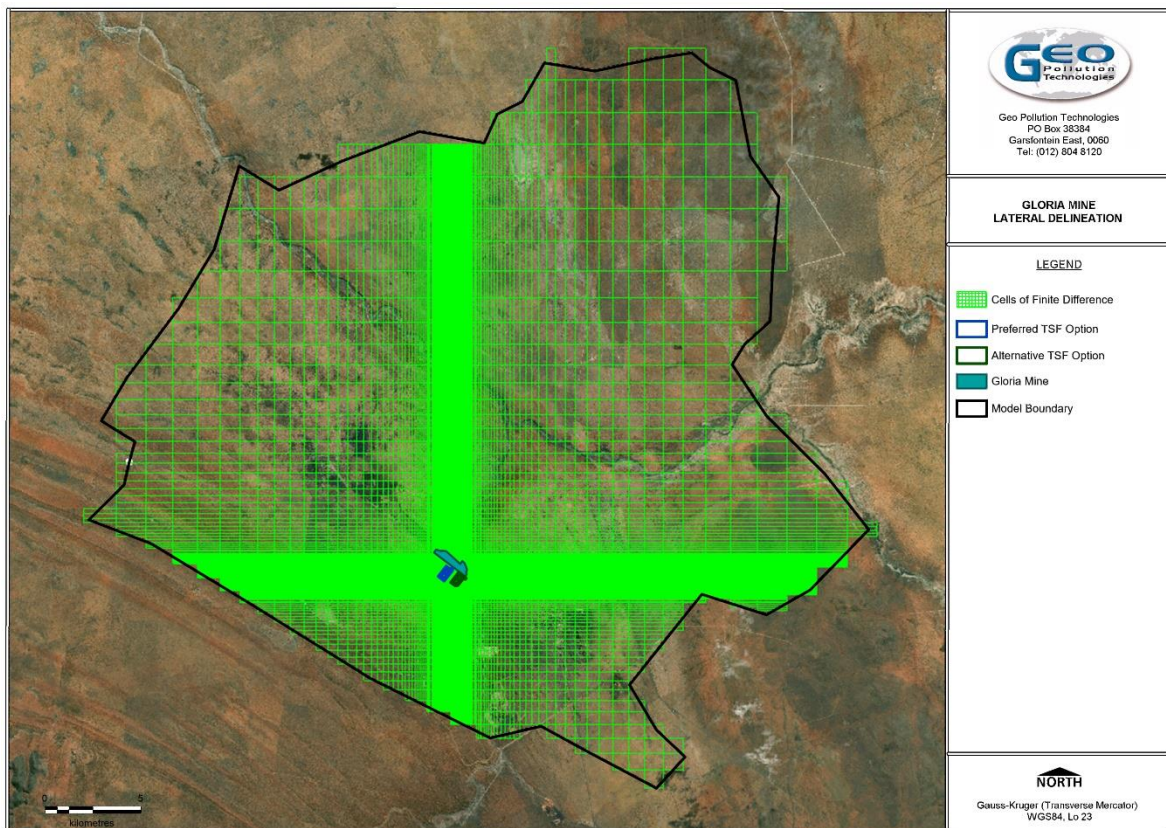 GEO
Pollution
Technologies
Geo Pollution Technologies
PO Box 38384
Garsfontein East, 0060
Tel: (012) 804 8120
GLORIA MINE
LATERAL DELINEATION
LEGEND
Cells of Finite Difference
Preferred TSF Option
Alternative TSF Option
Gloria Mine
Model Boundary
0 5
kilometres
NORTH
Gauss-Kruger (Transverse Mercator)
WGS84, Lo 23